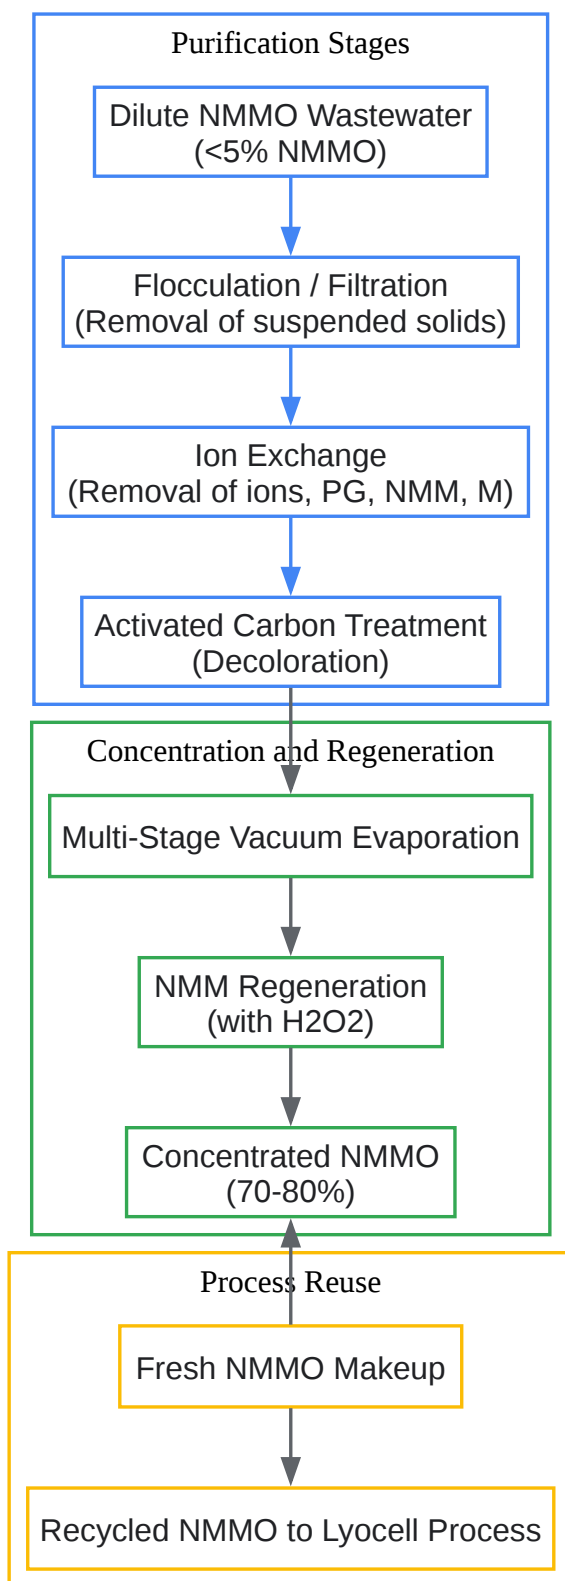 Purification Stages
Dilute NMMO Wastewater
(<5% NMMO)
Flocculation / Filtration
(Removal of suspended solids)
Ion Exchange
(Removal of ions, PG, NMM, M)
Activated Carbon Treatment
(Decoloration)
Concentration and Regeneration
Multi-Stage Vacuum Evaporation
NMM Regeneration
(with H2O2)
Concentrated NMMO
(70-80%)
Process Reuse
Fresh NMMO Makeup
Recycled NMMO to Lyocell Process